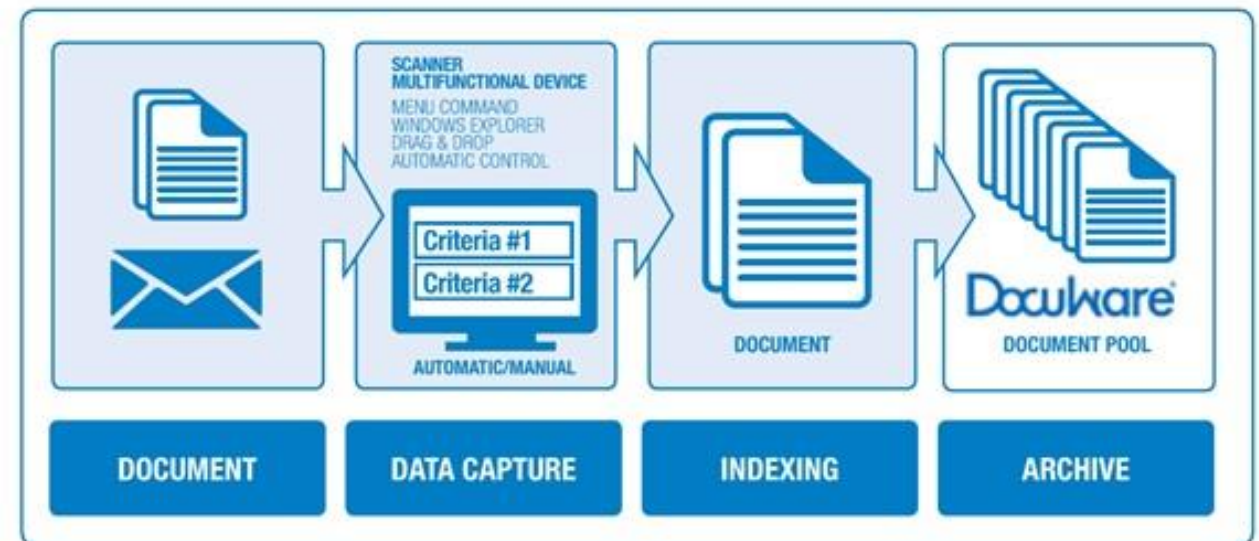 SCANNER
MULTIFUNCTIONAL DEVICE
MENU COMMAND
WINDOWS EXPLORER
DRAG & DROP
AUTOMATIC CONTROL
Criteria #1
Criteria #2
AUTOMATIC/MANUAL
DOCUMENT
DocuWare
DOCUMENT POOL
DOCUMENT
DATA CAPTURE
INDEXING
ARCHIVE